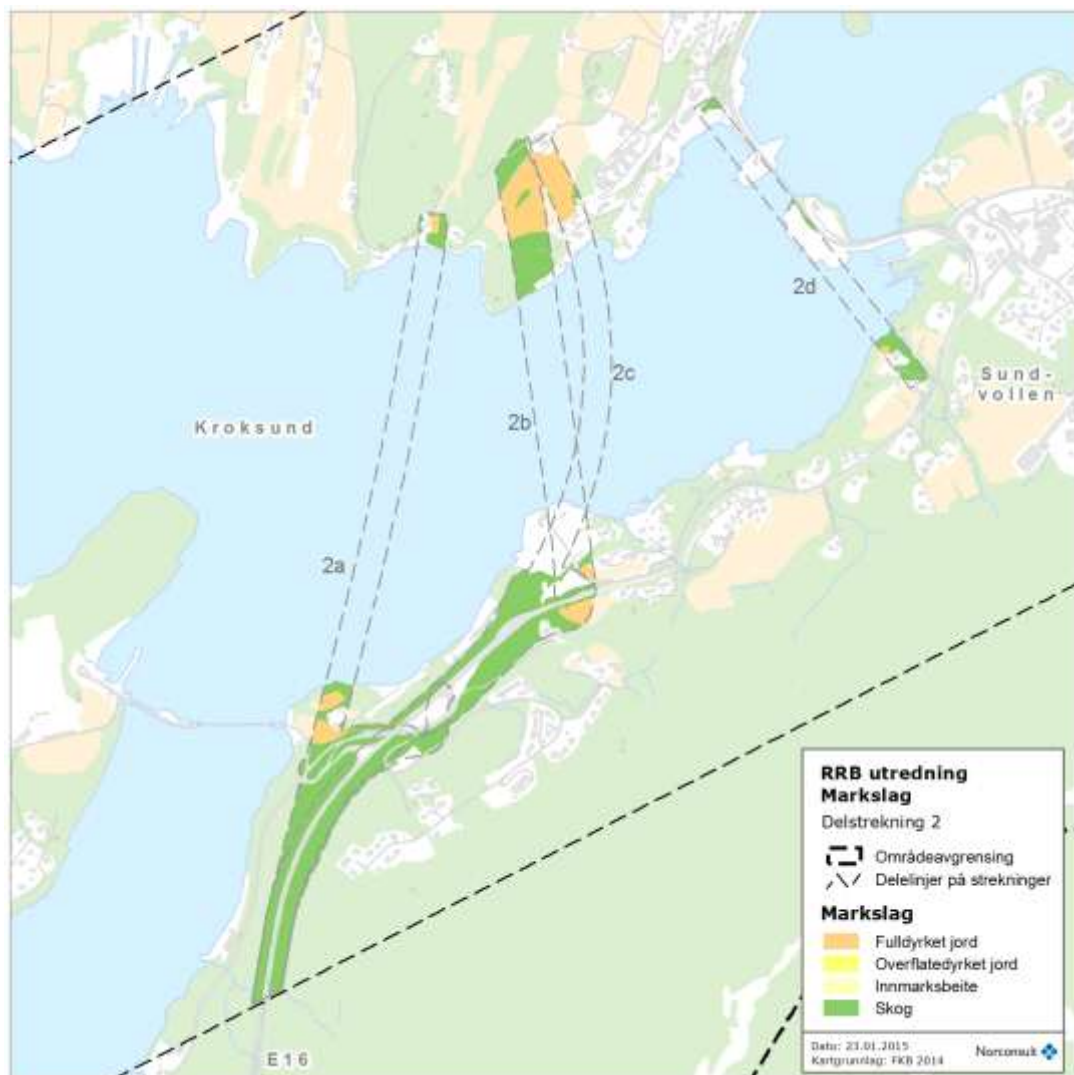 2d
2c
Sund-
vollen
2b
Kroksund
2a
E16
RRB utredning
Markslag
Delstrekning 2
Områdeavgrensing
Delelinjer på strekninger
Markslag
Fulldyrket jord
Overflatedyrket jord
Innmarksbeite
Skog
Dato: 23.01.2015
Kartgrunnlag: FKB 2014
Norconsult